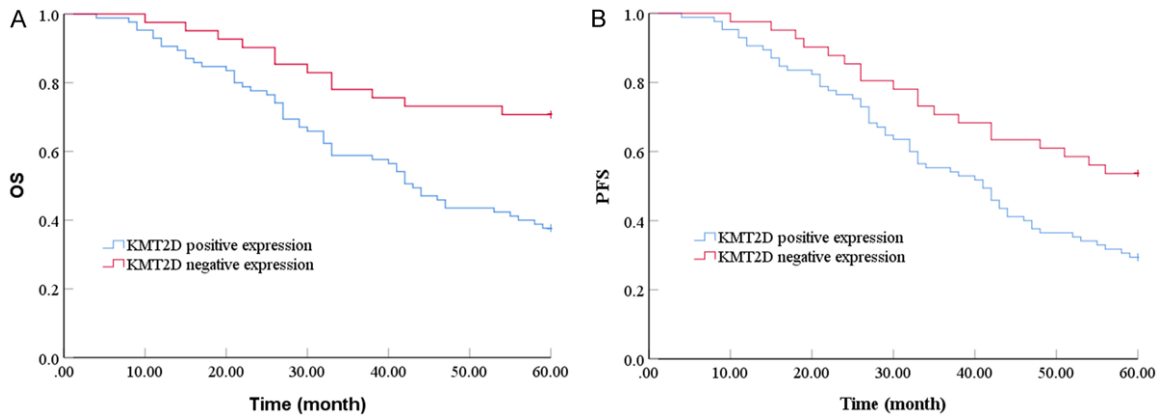 A
1.0
0.8
0.6
0.4
0.2
0.0
OS
KMT2D positive expression
KMT2D negative expression
.00 10.00 20.00 30.00 40.00 50.00 60.00
Time (month)
B
1.0
0.8
0.6
0.4
0.2
0.0
PFS
KMT2D positive expression
KMT2D negative expression
.00 10.00 20.00 30.00 40.00 50.00 60.00
Time (month)